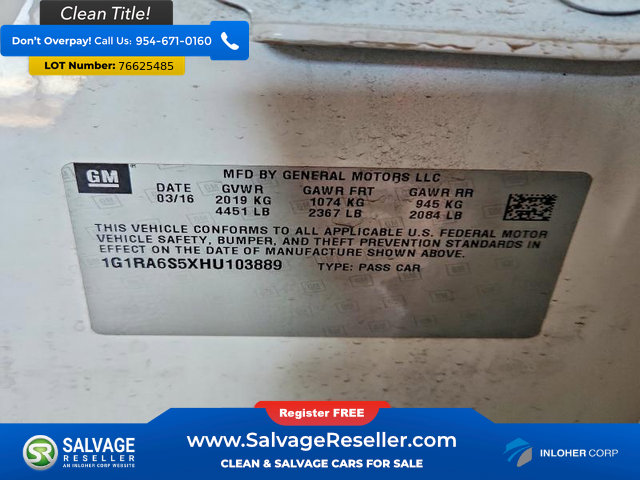 Clean Title!
Don't Overpay! Call Us: 954-671-0160
LOT Number: 76625485
GM
MFD BY GENERAL MOTORS LLC
DATE GVWR GAWR FRT GAWR RR
03/16 2019 KG 1074 KG 945 KG
4451 LB 2367 LB 2084 LB
THIS VEHICLE CONFORMS TO ALL APPLICABLE U.S. FEDERAL MOTOR
VEHICLE SAFETY, BUMPER, AND THEFT PREVENTION STANDARDS IN
EFFECT ON THE DATE OF MANUFACTURE SHOWN ABOVE.
1G1RA6S5XHU103889 TYPE: PASS CAR
Register FREE
SR
SALVAGE
RESELLER
AN INLOHER CORP WEBSITE
www.SalvageReseller.com
CLEAN & SALVAGE CARS FOR SALE
INLOHER CORP